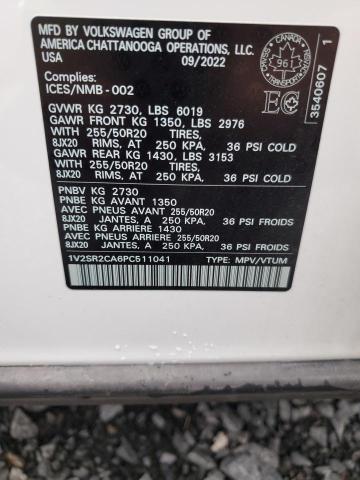 MFD BY VOLKSWAGEN GROUP OF
AMERICA CHATTANOOGA OPERATIONS, LLC.
USA 09/2022
Complies:
ICES/NMB - 002
CANADA
961
EC
3540607 1
GVWR KG 2730, LBS 6019
GAWR FRONT KG 1350, LBS 2976
WITH 255/50R20 TIRES,
8JX20 RIMS, AT 250 KPA, 36 PSI COLD
GAWR REAR KG 1430, LBS 3153
WITH 255/50R20 TIRES,
8JX20 RIMS, AT 250 KPA, 36 PSI COLD
PNBV KG 2730
PNBE KG AVANT 1350
AVEC PNEUS AVANT 255/50R20
8JX20 JANTES, A 250 KPA, 36 PSI FROIDS
PNBE KG ARRIERE 1430
AVEC PNEUS ARRIERE 255/50R20
8JX20 JANTES, A 250 KPA, 36 PSI FROIDS
1V2SR2CA6PC511041 TYPE: MPV/VTUM